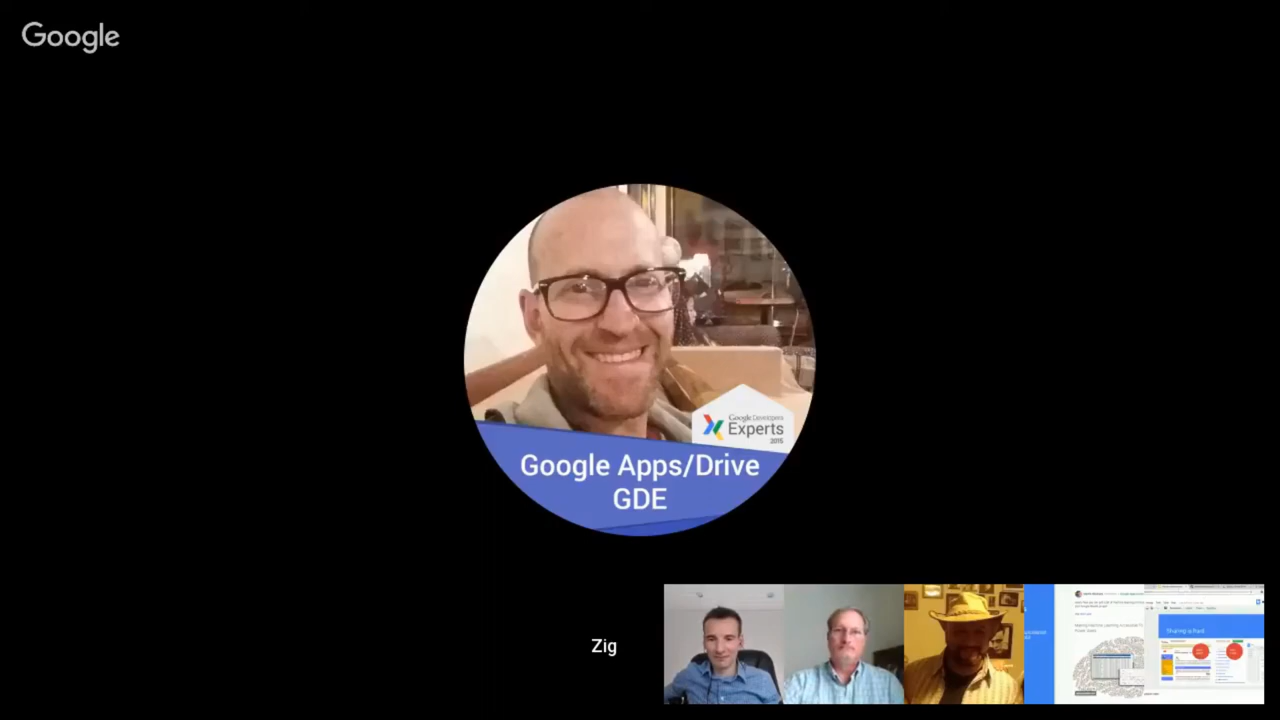 Google
Google Developers
Experts
2015
Google Apps/Drive
GDE
Zig
Sharing is hard